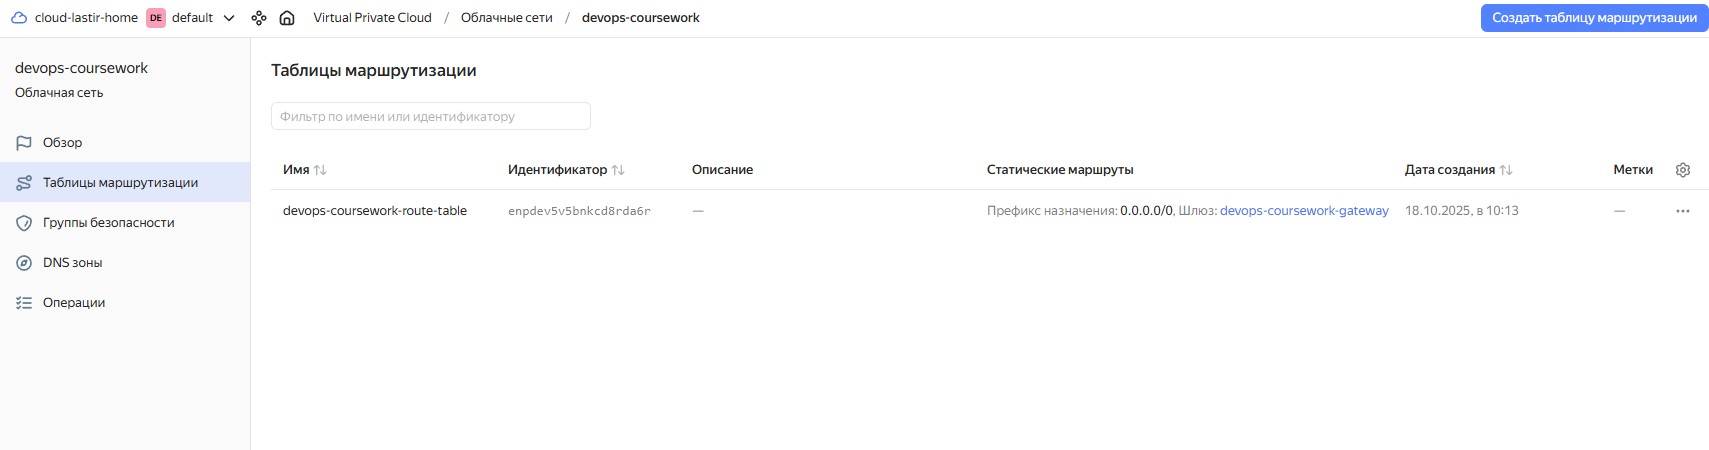 cloud-lastir-home DE default Virtual Private Cloud / Облачные сети / devops-coursework Создать таблицу маршрутизации
devops-coursework
Облачная сеть
Обзор
Таблицы маршрутизации
Группы безопасности
DNS зоны
Операции
Таблицы маршрутизации
Фильтр по имени или идентификатору
Имя Идентификатор Описание Статические маршруты Дата создания Метки
devops-coursework-route-table enpdev5v5bnkcd8rda6r — Префикс назначения: 0.0.0.0/0, Шлюз: devops-coursework-gateway 18.10.2025, в 10:13 —